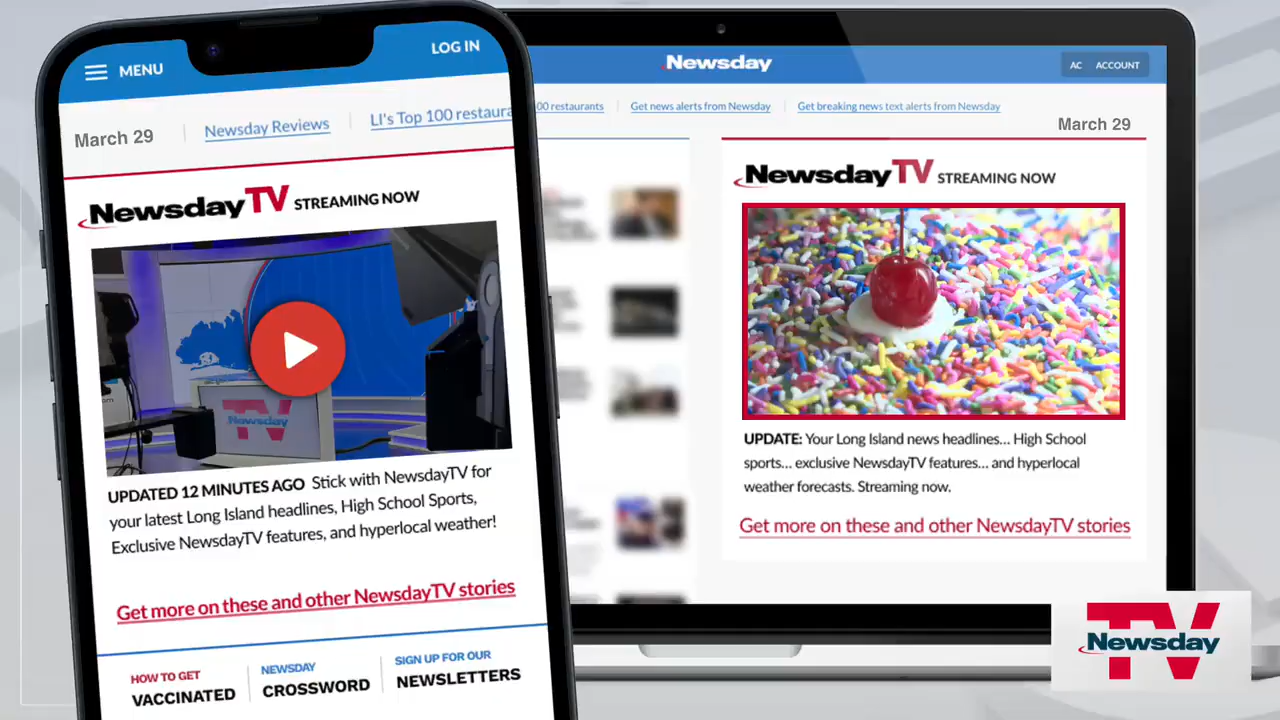 MENU
LOG IN
March 29
Newsday Reviews
LI's Top 100 restaura
NewsdayTV STREAMING NOW
TV
Newsday
UPDATED 12 MINUTES AGO Stick with NewsdayTV for
your latest Long Island headlines, High School Sports,
Exclusive NewsdayTV features, and hyperlocal weather!
Get more on these and other NewsdayTV stories
HOW TO GET
VACCINATED
NEWSDAY
CROSSWORD
SIGN UP FOR OUR
NEWSLETTERS
Newsday
AC ACCOUNT
00 restaurants
Get news alerts from Newsday
Get breaking news text alerts from Newsday
March 29
NewsdayTV STREAMING NOW
UPDATE: Your Long Island news headlines... High School
sports... exclusive NewsdayTV features... and hyperlocal
weather forecasts. Streaming now.
Get more on these and other NewsdayTV stories
TV
Newsday